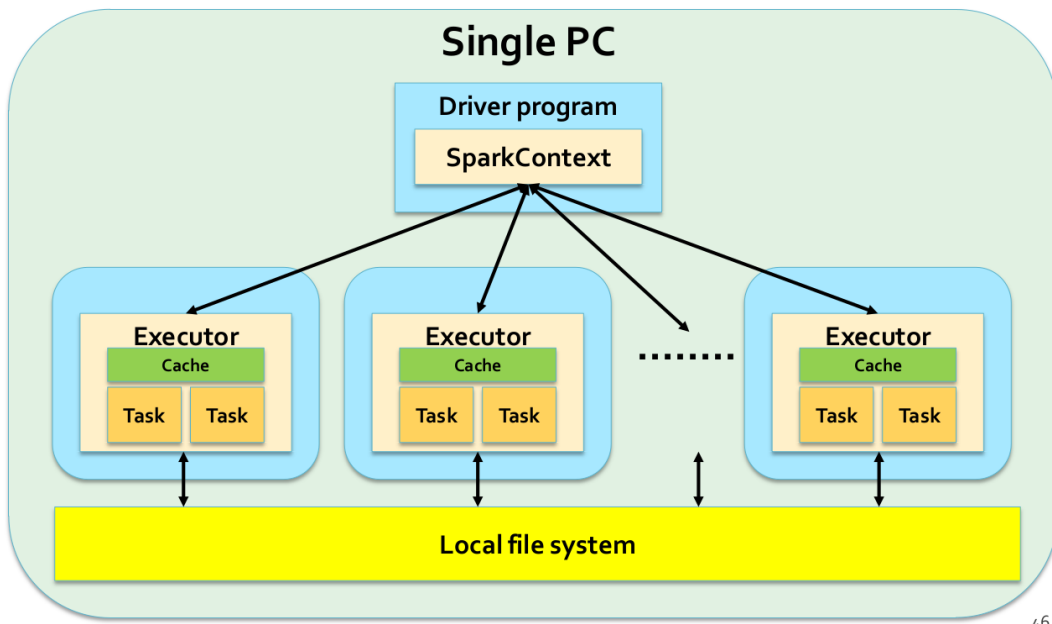 Single PC
Driver program
SparkContext
Executor
Cache
Task Task
Executor
Cache
Task Task
........
Executor
Cache
Task Task
Local file system
46